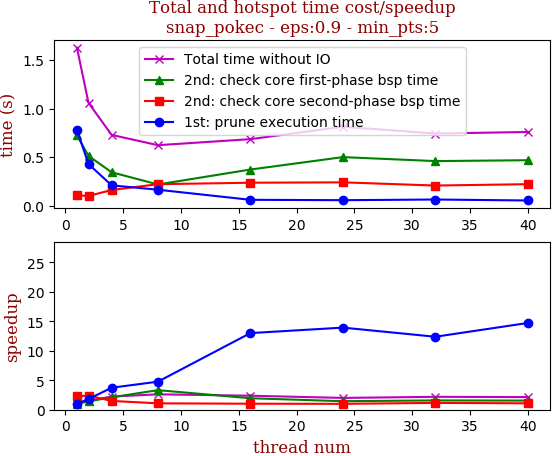 Total and hotspot time cost/speedup
snap_pokec - eps:0.9 - min_pts:5
time (s)
1.5
1.0
0.5
0.0
Total time without IO
2nd: check core first-phase bsp time
2nd: check core second-phase bsp time
1st: prune execution time
0 5 10 15 20 25 30 35 40
speedup
25
20
15
10
5
0
0 5 10 15 20 25 30 35 40
thread num